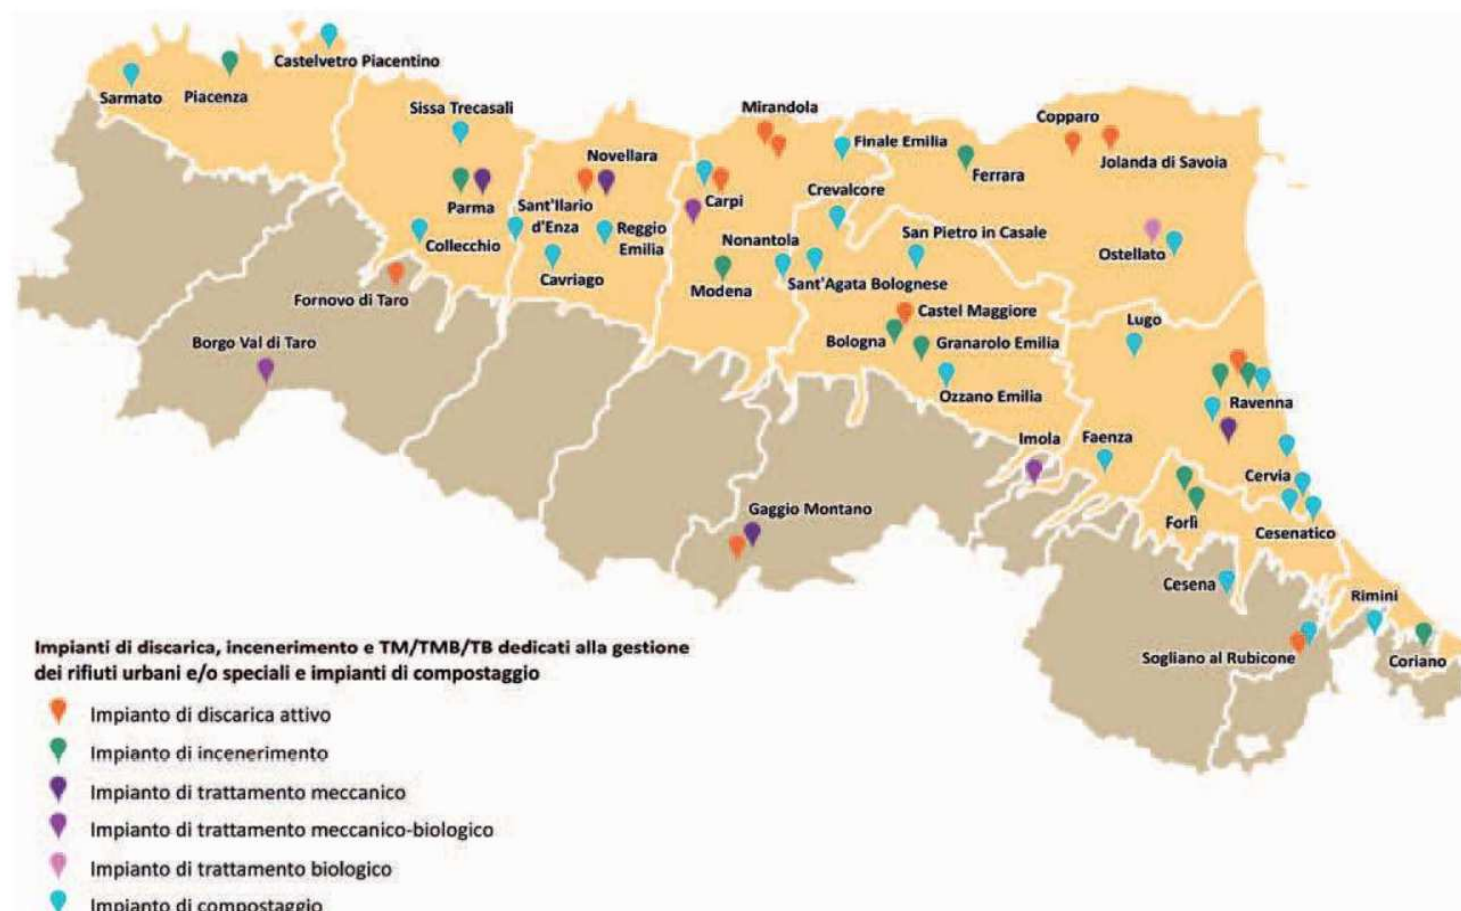 Castelvetro Piacentino
Sarmato
Piacenza
Sissa Trecasali
Mirandola
Copparo
Finale Emilia
Novellara
Jolanda di Savoia
Ferrara
Crevalcore
Parma
Sant'Ilario
d'Enza
Carpi
Reggio
Emilia
Collecchio
Nonantola
San Pietro in Casale
Ostellato
Cavriago
Modena
Sant'Agata Bolognese
Fornovo di Taro
Castel Maggiore
Lugo
Borgo Val di Taro
Bologna
Granarolo Emilia
Ozzano Emilia
Ravenna
Imola
Faenza
Cervia
Gaggio Montano
Forlì
Cesenatico
Cesena
Rimini
Sogliano al Rubicone
Coriano
Impianti di discarica, incenerimento e TM/TMB/TB dedicati alla gestione
dei rifiuti urbani e/o speciali e impianti di compostaggio
Impianto di discarica attivo
Impianto di incenerimento
Impianto di trattamento meccanico
Impianto di trattamento meccanico-biologico
Impianto di trattamento biologico
Impianto di compostaggio